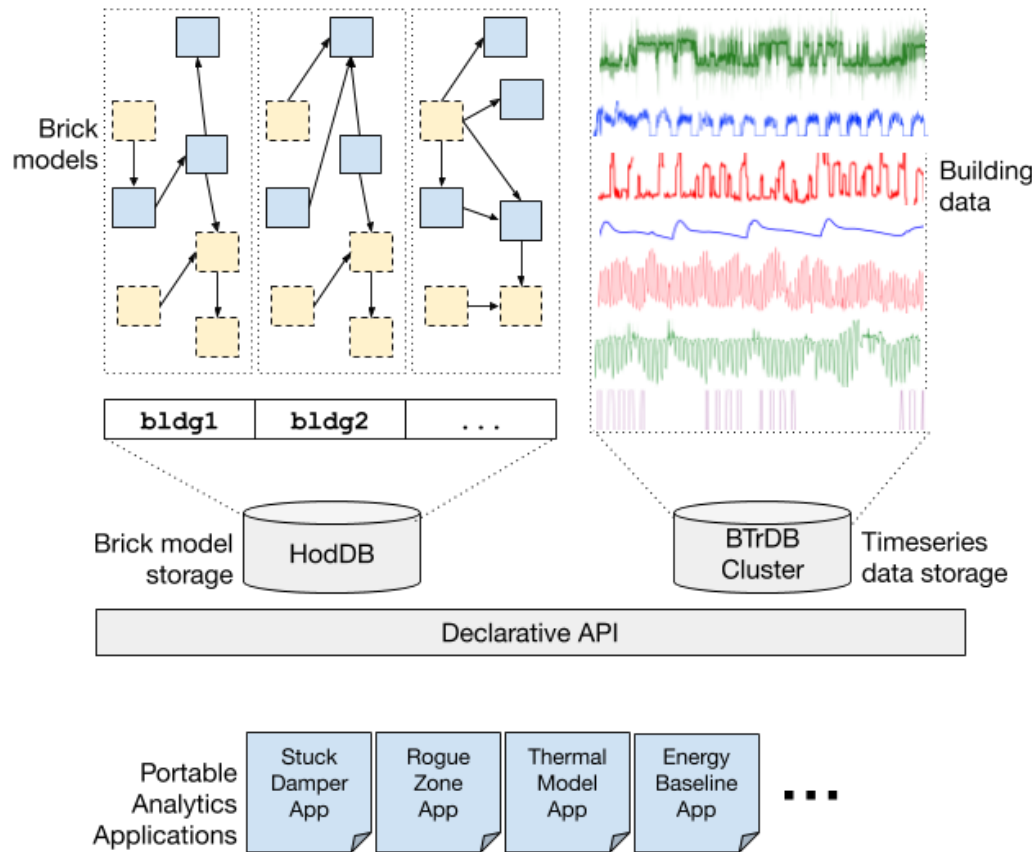 Brick
models
Building
data
bldg1
bldg2
...
Brick model
storage
HodDB
BTrDB
Cluster
Timeseries
data storage
Declarative API
Portable
Analytics
Applications
Stuck
Damper
App
Rogue
Zone
App
Thermal
Model
App
Energy
Baseline
App
...